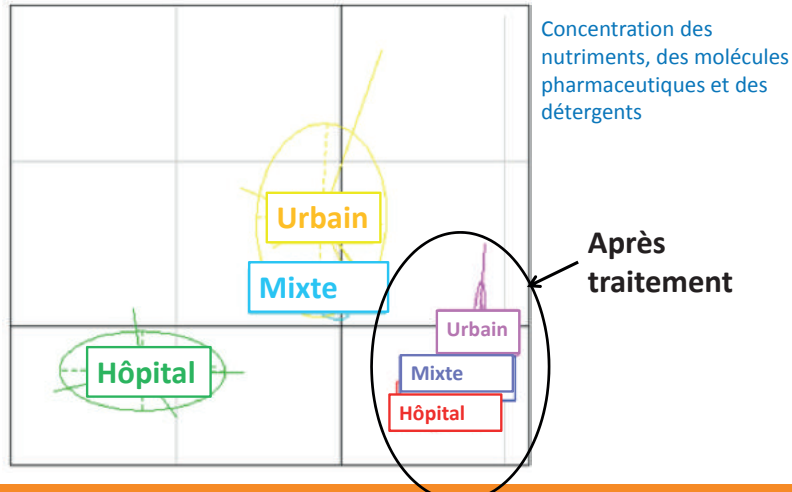 Concentration des
nutriments, des molécules
pharmaceutiques et des
détergents
Urbain
Mixte
Hôpital
Après
traitement
Urbain
Mixte
Hôpital